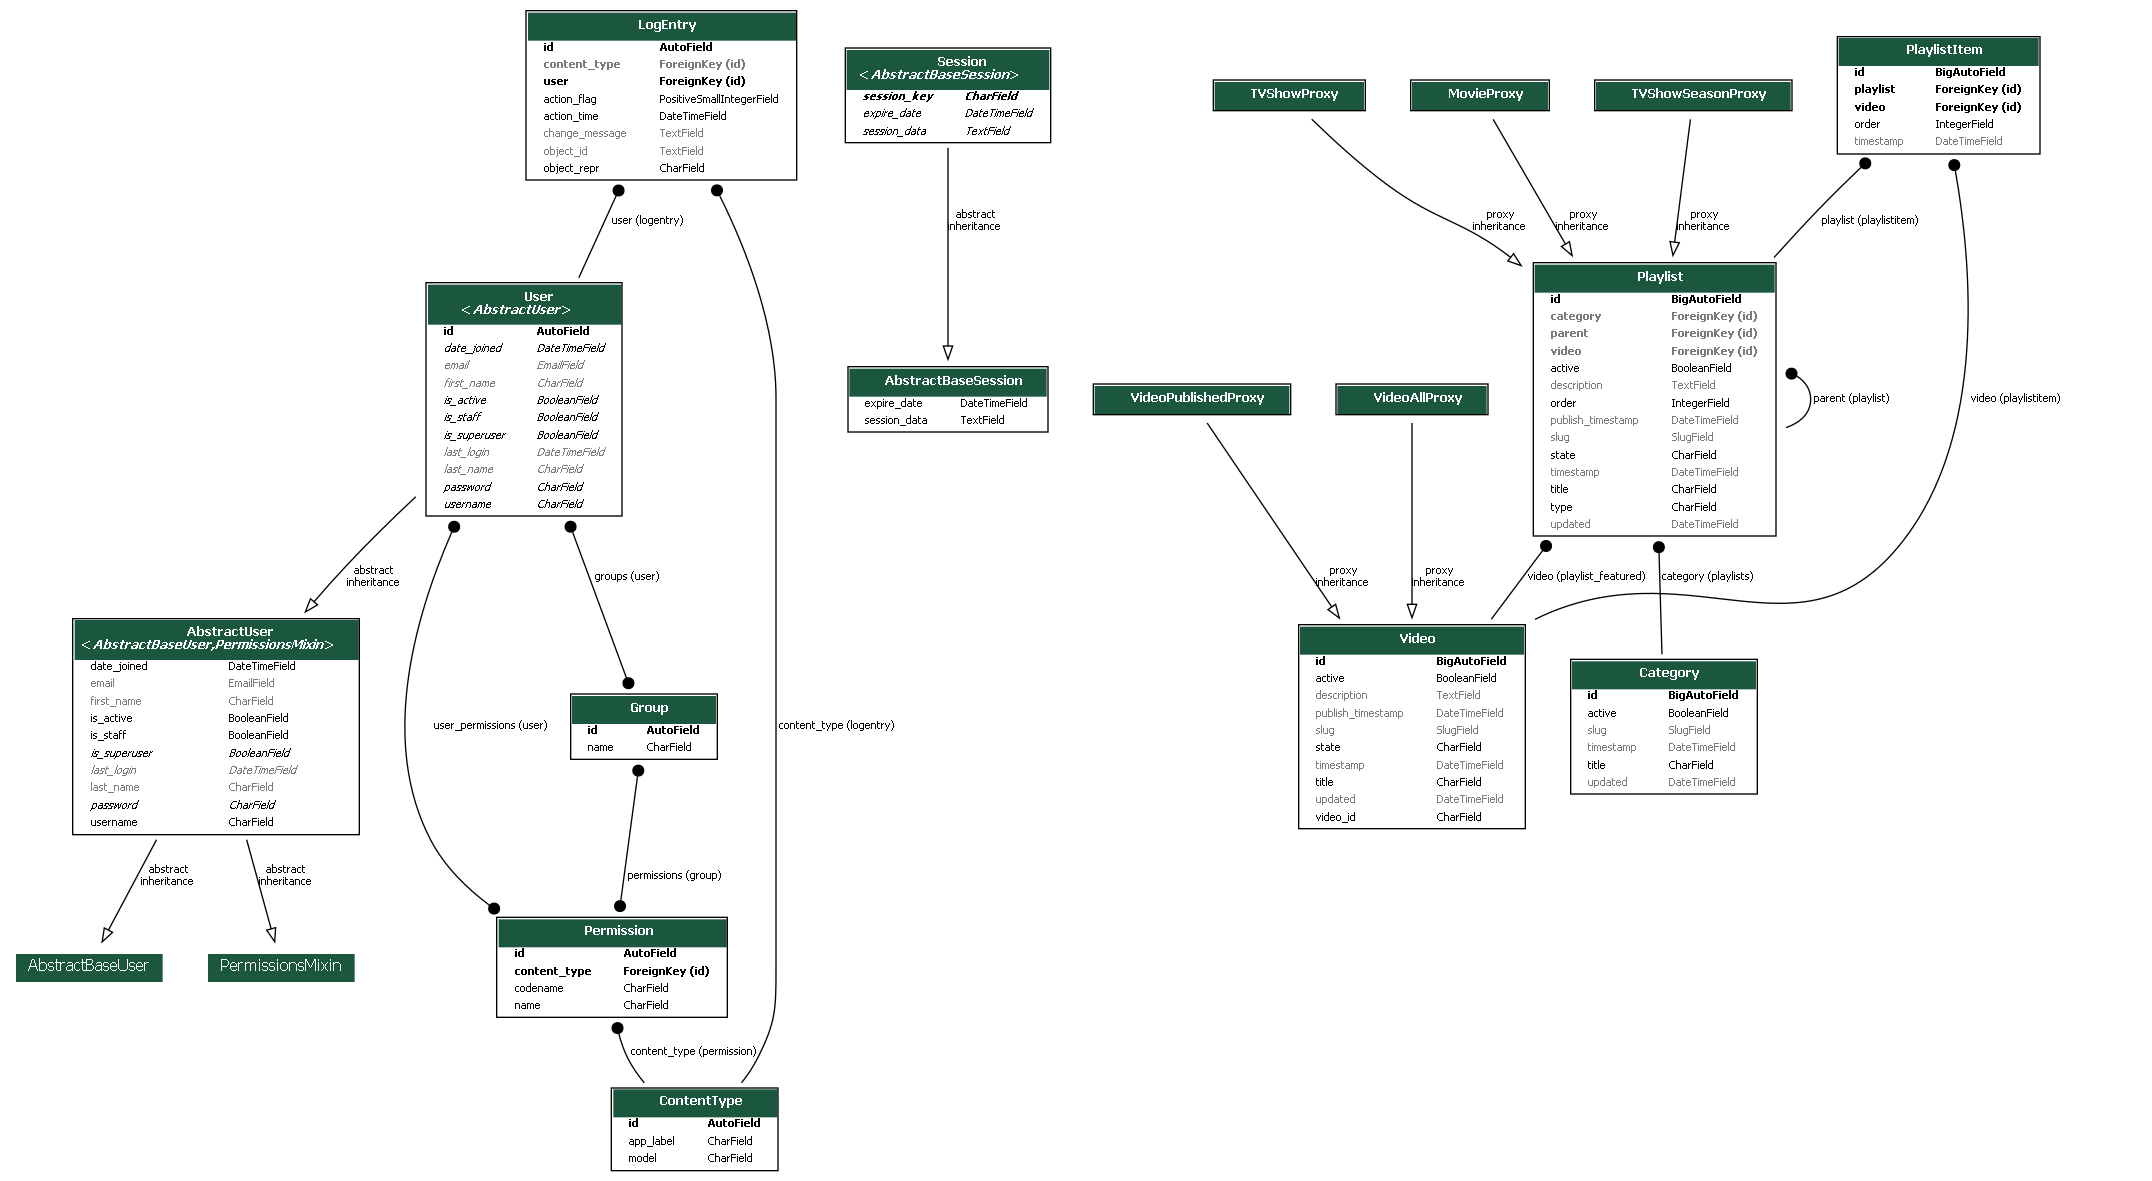 LogEntry
id AutoField
content_type ForeignKey (id)
user ForeignKey (id)
action_flag PositiveSmallIntegerField
action_time DateTimeField
change_message TextField
object_id TextField
object_repr CharField
Session
<AbstractBaseSession>
session_key CharField
expire_date DateTimeField
session_data TextField
TVShowProxy
MovieProxy
TVShowSeasonProxy
PlaylistItem
id BigAutoField
playlist ForeignKey (id)
video ForeignKey (id)
order IntegerField
timestamp DateTimeField
user (logentry)
abstract
inheritance
proxy
inheritance
proxy
inheritance
proxy
inheritance
playlist (playlistitem)
User
<AbstractUser>
id AutoField
date_joined DateTimeField
email EmailField
first_name CharField
is_active BooleanField
is_staff BooleanField
is_superuser BooleanField
last_login DateTimeField
last_name CharField
password CharField
username CharField
AbstractBaseSession
expire_date DateTimeField
session_data TextField
VideoPublishedProxy
VideoAllProxy
Playlist
id BigAutoField
category ForeignKey (id)
parent ForeignKey (id)
video ForeignKey (id)
active BooleanField
description TextField
order IntegerField
publish_timestamp DateTimeField
slug SlugField
state CharField
timestamp DateTimeField
title CharField
type CharField
updated DateTimeField
parent (playlist)
video (playlistitem)
abstract
inheritance
groups (user)
proxy
inheritance
proxy
inheritance
video (playlist_featured)
category (playlists)
AbstractUser
<AbstractBaseUser,PermissionsMixin>
date_joined DateTimeField
email EmailField
first_name CharField
is_active BooleanField
is_staff BooleanField
is_superuser BooleanField
last_login DateTimeField
last_name CharField
password CharField
username CharField
user_permissions (user)
Group
id AutoField
name CharField
content_type (logentry)
Video
id BigAutoField
active BooleanField
description TextField
publish_timestamp DateTimeField
slug SlugField
state CharField
timestamp DateTimeField
title CharField
updated DateTimeField
video_id CharField
Category
id BigAutoField
active BooleanField
slug SlugField
timestamp DateTimeField
title CharField
updated DateTimeField
abstract
inheritance
abstract
inheritance
permissions (group)
AbstractBaseUser
PermissionsMixin
Permission
id AutoField
content_type ForeignKey (id)
codename CharField
name CharField
content_type (permission)
ContentType
id AutoField
app_label CharField
model CharField